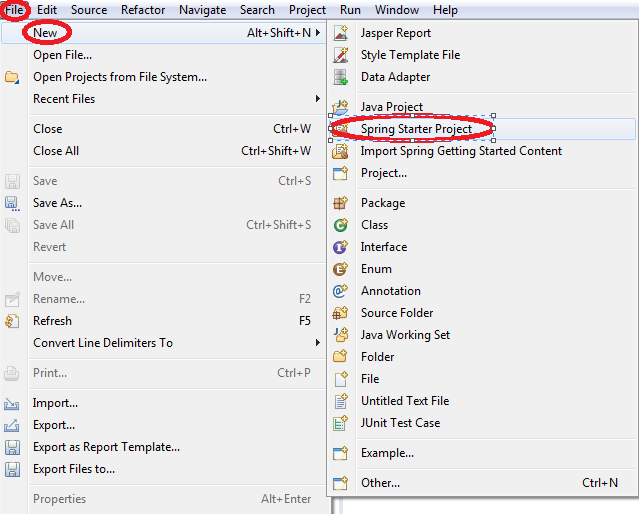 File Edit Source Refactor Navigate Search Project Run Window Help
New Alt+Shift+N
Open File...
Open Projects from File System...
Recent Files
Close Ctrl+W
Close All Ctrl+Shift+W
Save Ctrl+S
Save As...
Save All Ctrl+Shift+S
Revert
Move...
Rename... F2
Refresh F5
Convert Line Delimiters To
Print... Ctrl+P
Import...
Export...
Export as Report Template...
Export Files to...
Properties Alt+Enter
Jasper Report
Style Template File
Data Adapter
Java Project
Spring Starter Project
Import Spring Getting Started Content
Project...
Package
Class
Interface
Enum
Annotation
Source Folder
Java Working Set
Folder
File
Untitled Text File
JUnit Test Case
Example...
Other... Ctrl+N